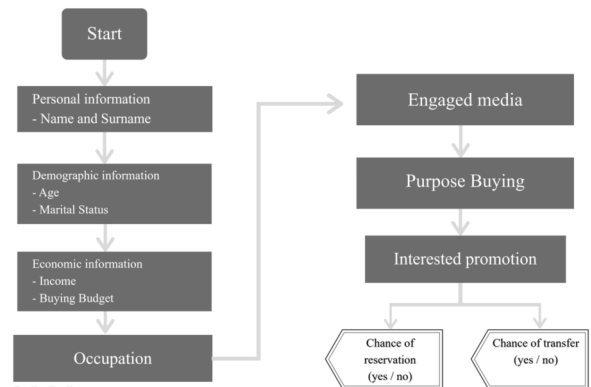 Start
Personal information
- Name and Surname
Demographic information
- Age
- Marital Status
Economic information
- Income
- Buying Budget
Occupation
Engaged media
Purpose Buying
Interested promotion
Chance of
reservation
(yes / no)
Chance of transfer
(yes / no)